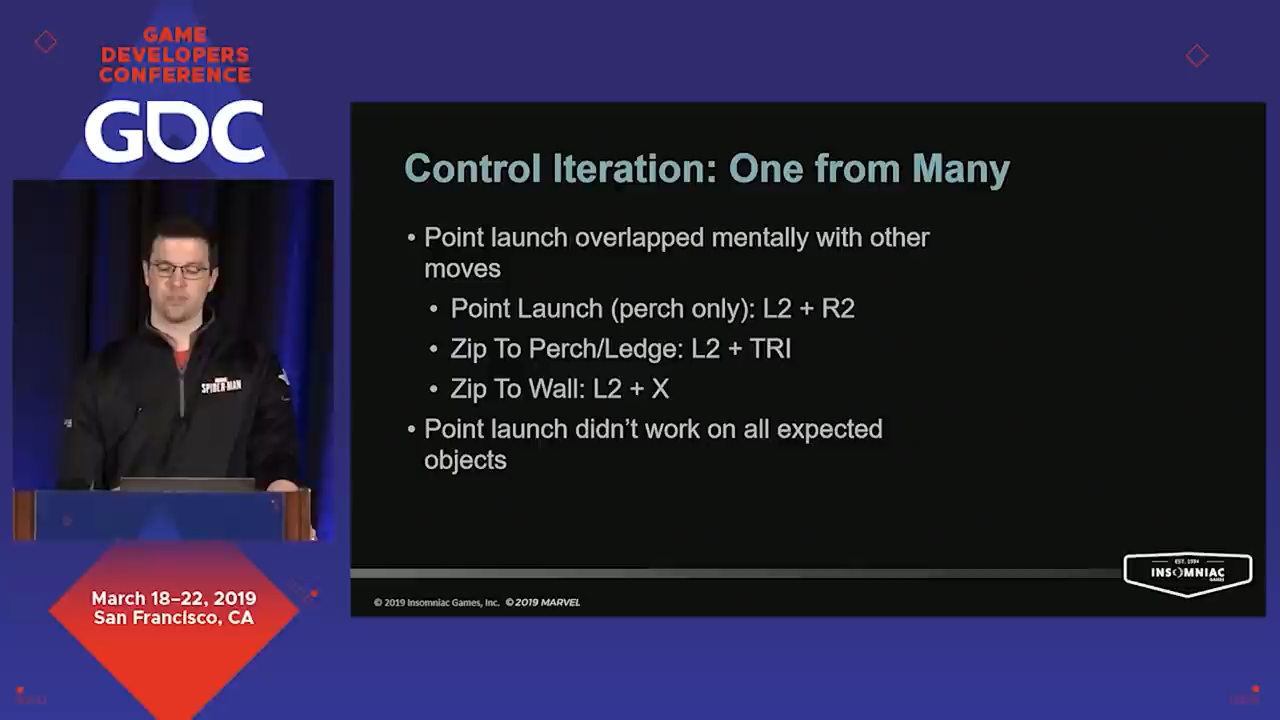 GAME
DEVELOPERS
CONFERENCE
GDC
SPIDER-MAN
March 18–22, 2019
San Francisco, CA
Control Iteration: One from Many
• Point launch overlapped mentally with other
moves
• Point Launch (perch only): L2 + R2
• Zip To Perch/Ledge: L2 + TRI
• Zip To Wall: L2 + X
• Point launch didn’t work on all expected
objects
EST. 1994
INSOMNIAC
GAMES
© 2019 Insomniac Games, Inc. © 2019 MARVEL